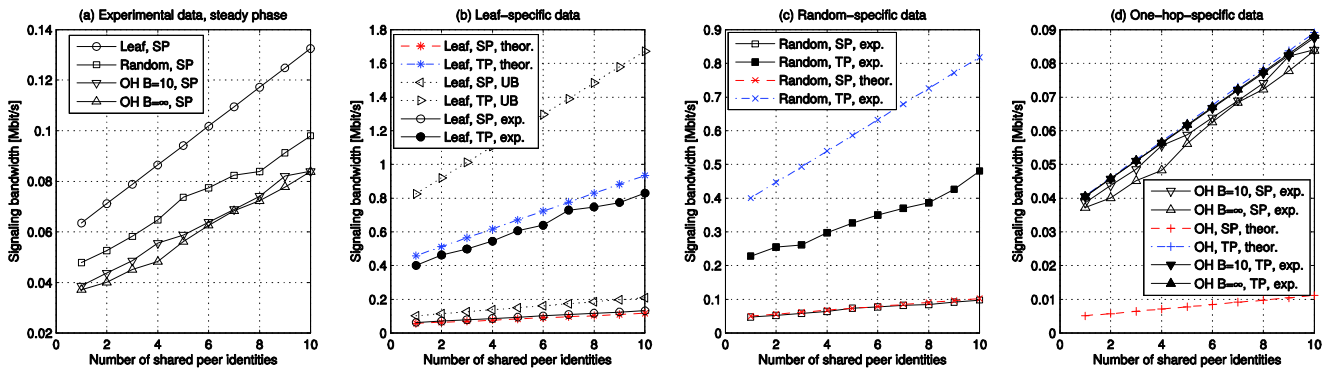 (a) Experimental data, steady phase
0.14
0.12
0.1
0.08
0.06
0.04
0.02
0 2 4 6 8 10
Signaling bandwidth [Mbit/s]
Number of shared peer identities
Leaf, SP
Random, SP
OH B=10, SP
OH B=∞, SP
(b) Leaf-specific data
1.8
1.6
1.4
1.2
1
0.8
0.6
0.4
0.2
0
0 2 4 6 8 10
Signaling bandwidth [Mbit/s]
Number of shared peer identities
Leaf, SP, theor.
Leaf, TP, theor.
Leaf, SP, UB
Leaf, TP, UB
Leaf, SP, exp.
Leaf, TP, exp.
(c) Random-specific data
0.9
0.8
0.7
0.6
0.5
0.4
0.3
0.2
0.1
0
0 2 4 6 8 10
Signaling bandwidth [Mbit/s]
Number of shared peer identities
Random, SP, exp.
Random, TP, exp.
Random, SP, theor.
Random, TP, exp.
(d) One-hop-specific data
0.09
0.08
0.07
0.06
0.05
0.04
0.03
0.02
0.01
0
0 2 4 6 8 10
Signaling bandwidth [Mbit/s]
Number of shared peer identities
OH B=10, SP, exp.
OH B=∞, SP, exp.
OH, SP, theor.
OH, TP, theor.
OH B=10, TP, exp.
OH B=∞, TP, exp.